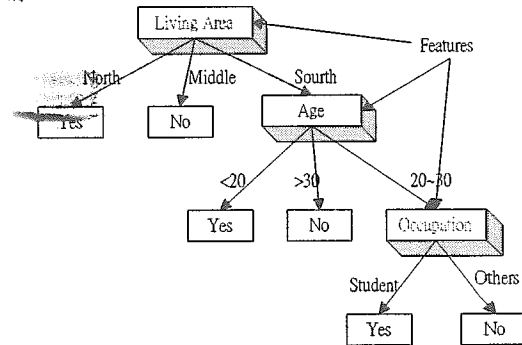 Living Area
Features
North Middle Sourth
Yes No Age
<20 >30 20~30
Yes No Occupation
Student Others
Yes No